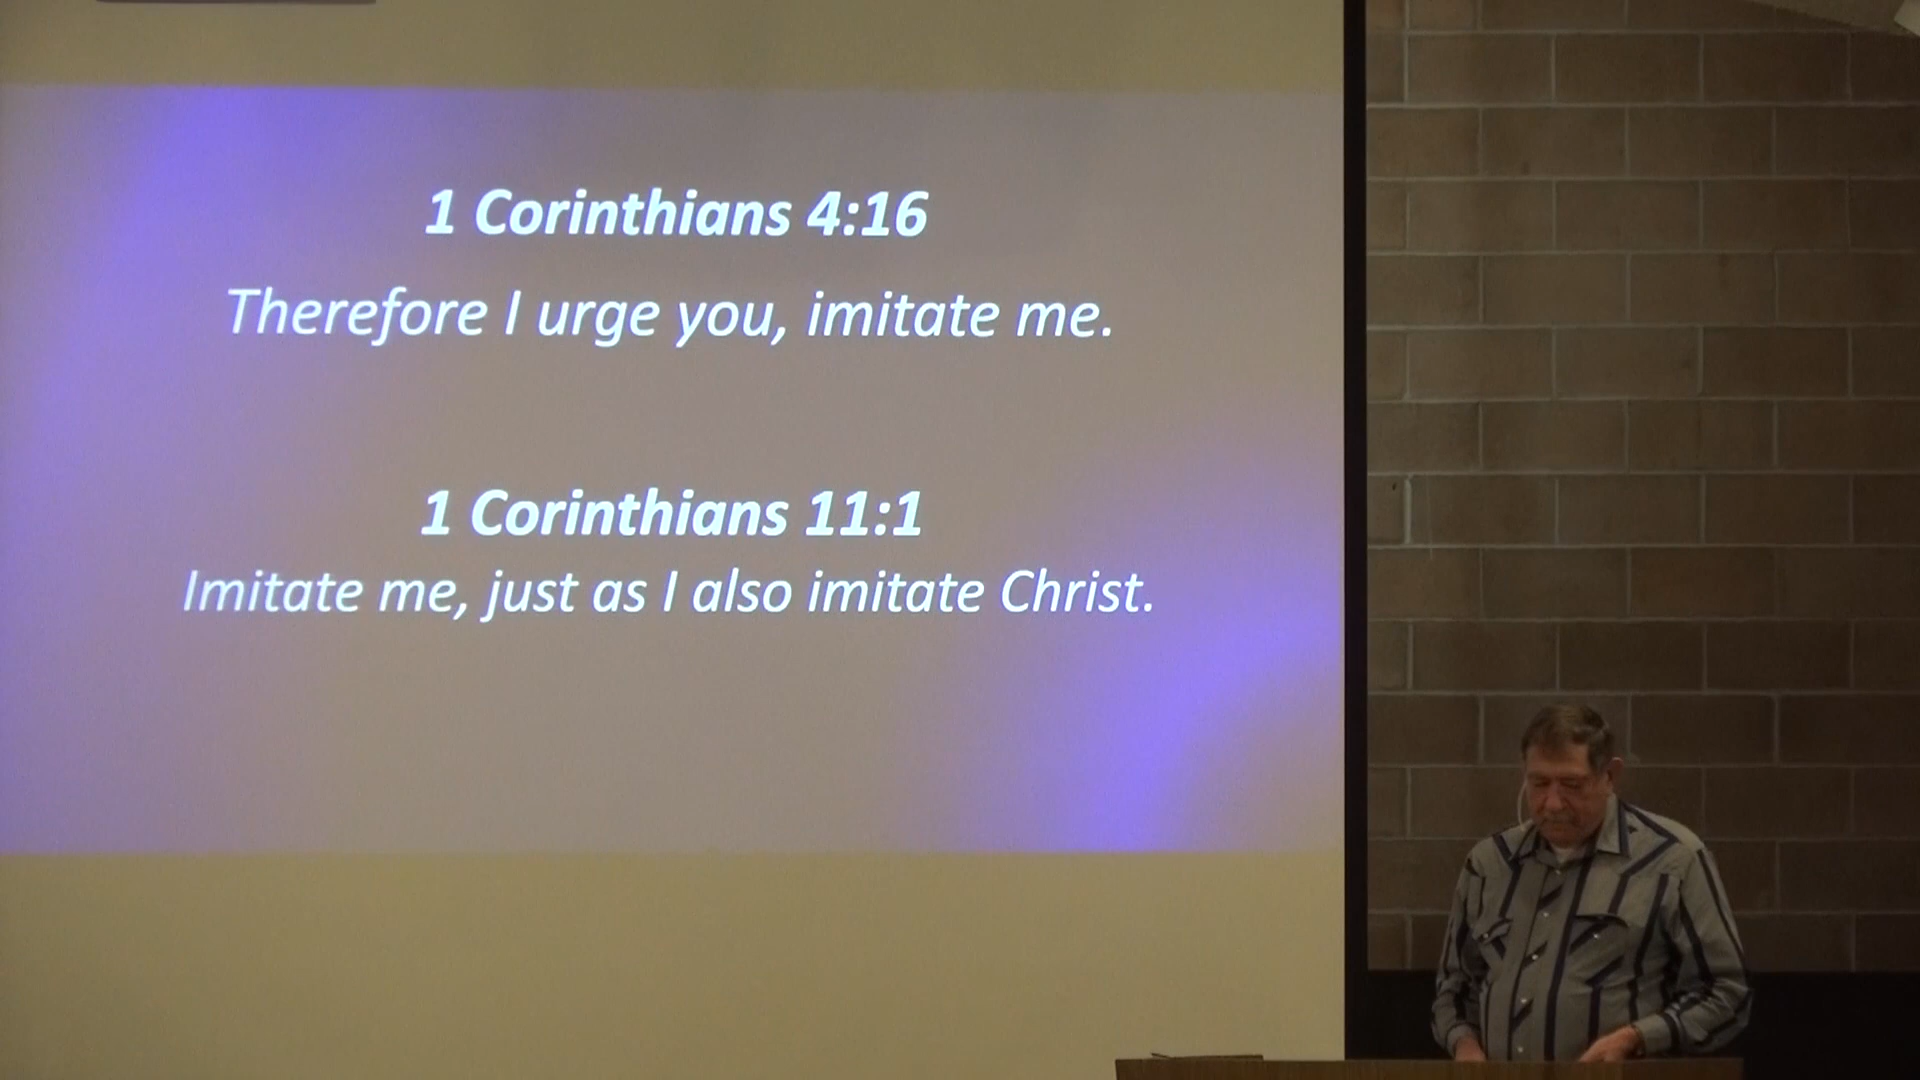 1 Corinthians 4:16
Therefore I urge you, imitate me.
1 Corinthians 11:1
Imitate me, just as I also imitate Christ.